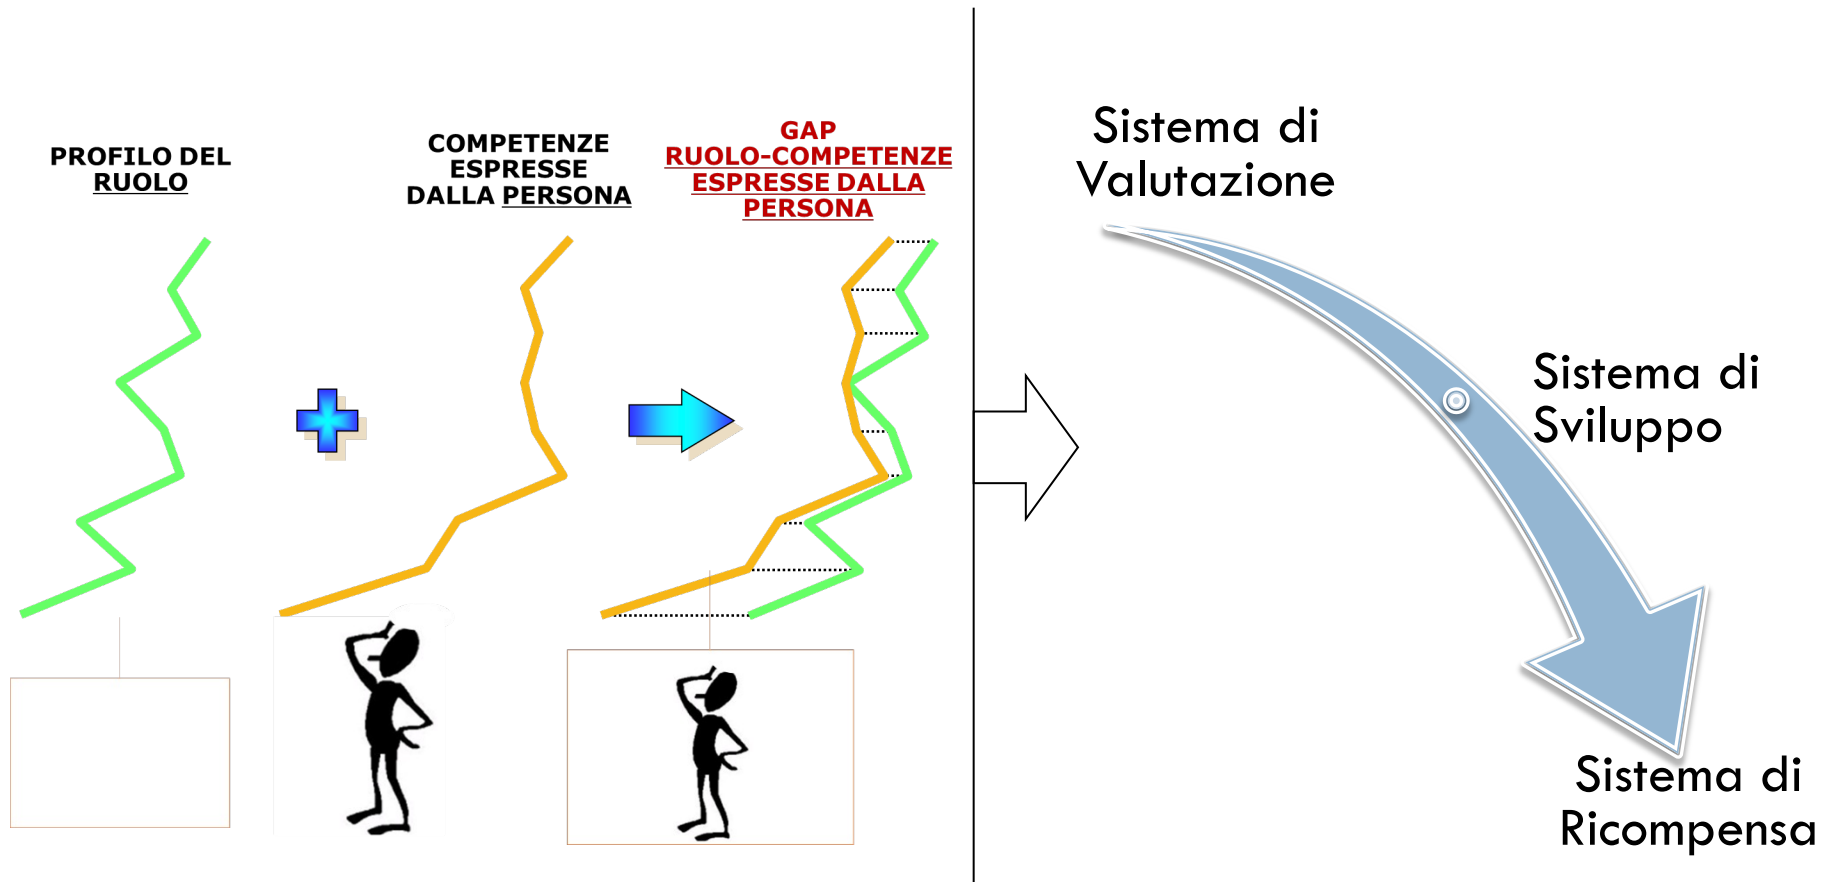 PROFILO DEL
RUOLO
COMPETENZE
ESPRESSE
DALLA PERSONA
GAP
RUOLO-COMPETENZE
ESPRESSE DALLA
PERSONA
Sistema di
Valutazione
Sistema di
Sviluppo
Sistema di
Ricompensa